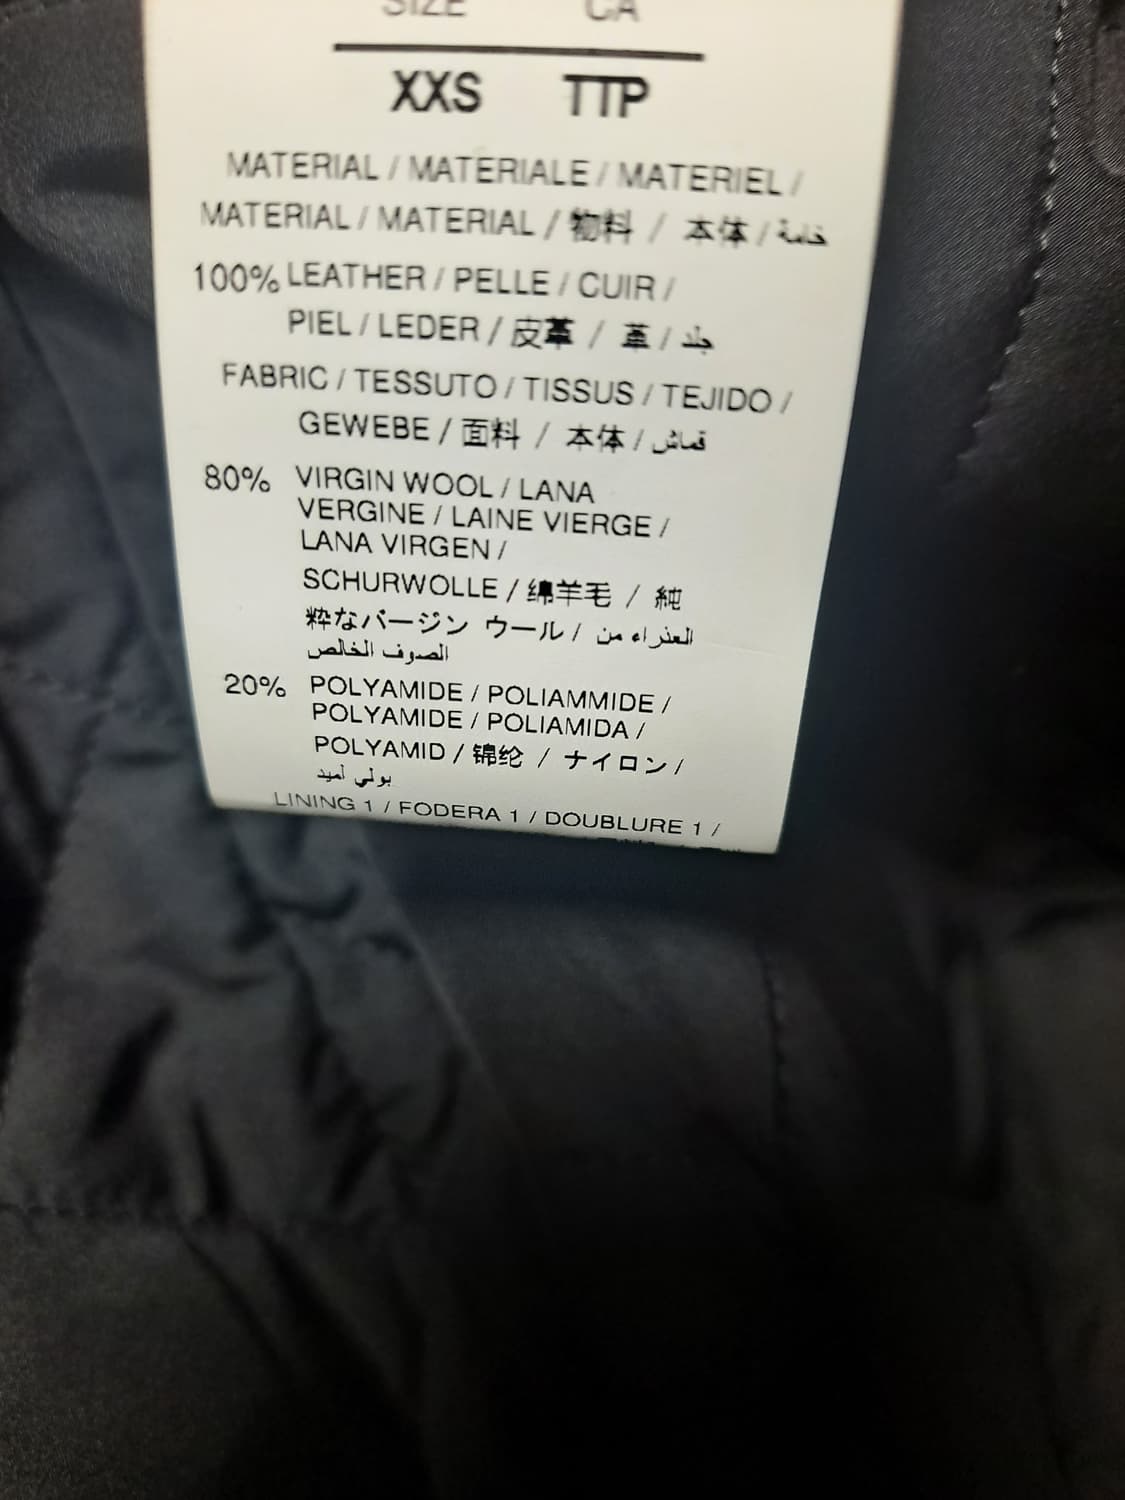 SIZE CA
XXS TTP
MATERIAL / MATERIALE / MATERIEL /
MATERIAL / MATERIAL / 物料 / 本体 / خامة
100% LEATHER / PELLE / CUIR /
PIEL / LEDER / 皮革 / 革 / جلد
FABRIC / TESSUTO / TISSUS / TEJIDO /
GEWEBE / 面料 / 本体 / قماش
80% VIRGIN WOOL / LANA
VERGINE / LAINE VIERGE /
LANA VIRGEN /
SCHURWOLLE / 绵羊毛 / 純
粋なバージン ウール / العذراء من
الصوف الخالص
20% POLYAMIDE / POLIAMMIDE /
POLYAMIDE / POLIAMIDA /
POLYAMID / 锦纶 / ナイロン /
بولي أميد
LINING 1 / FODERA 1 / DOUBLURE 1 /